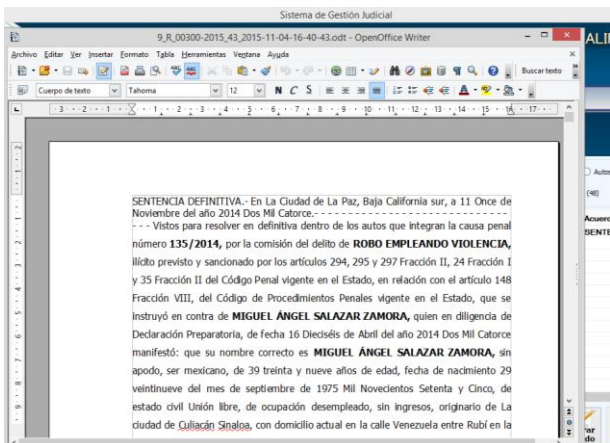 Sistema de Gestión Judicial
9_R_00300-2015_43_2015-11-04-16-40-43.odt - OpenOffice Writer
Archivo Editar Ver Insertar Formato Tabla Herramientas Ventana Ayuda
Buscar texto
Cuerpo de texto Tahoma 12 N C S
SENTENCIA DEFINITIVA.- En La Ciudad de La Paz, Baja California sur, a 11 Once de
Noviembre del año 2014 Dos Mil Catorce.- - - - - - - - - - - - - - - - - - - - - - - - - - - -
- - - Vistos para resolver en definitiva dentro de los autos que integran la causa penal
número 135/2014, por la comisión del delito de ROBO EMPLEANDO VIOLENCIA,
ilícito previsto y sancionado por los artículos 294, 295 y 297 Fracción II, 24 Fracción I
y 35 Fracción II del Código Penal vigente en el Estado, en relación con el artículo 148
Fracción VIII, del Código de Procedimientos Penales vigente en el Estado, que se
instruyó en contra de MIGUEL ÁNGEL SALAZAR ZAMORA, quien en diligencia de
Declaración Preparatoria, de fecha 16 Dieciséis de Abril del año 2014 Dos Mil Catorce
manifestó: que su nombre correcto es MIGUEL ÁNGEL SALAZAR ZAMORA, sin
apodo, ser mexicano, de 39 treinta y nueve años de edad, fecha de nacimiento 29
veintinueve del mes de septiembre de 1975 Mil Novecientos Setenta y Cinco, de
estado civil Unión libre, de ocupación desempleado, sin ingresos, originario de La
ciudad de Culiacán Sinaloa, con domicilio actual en la calle Venezuela entre Rubí en la
ALI
Autor
(48)
Acuerd
SENTE
rar
do